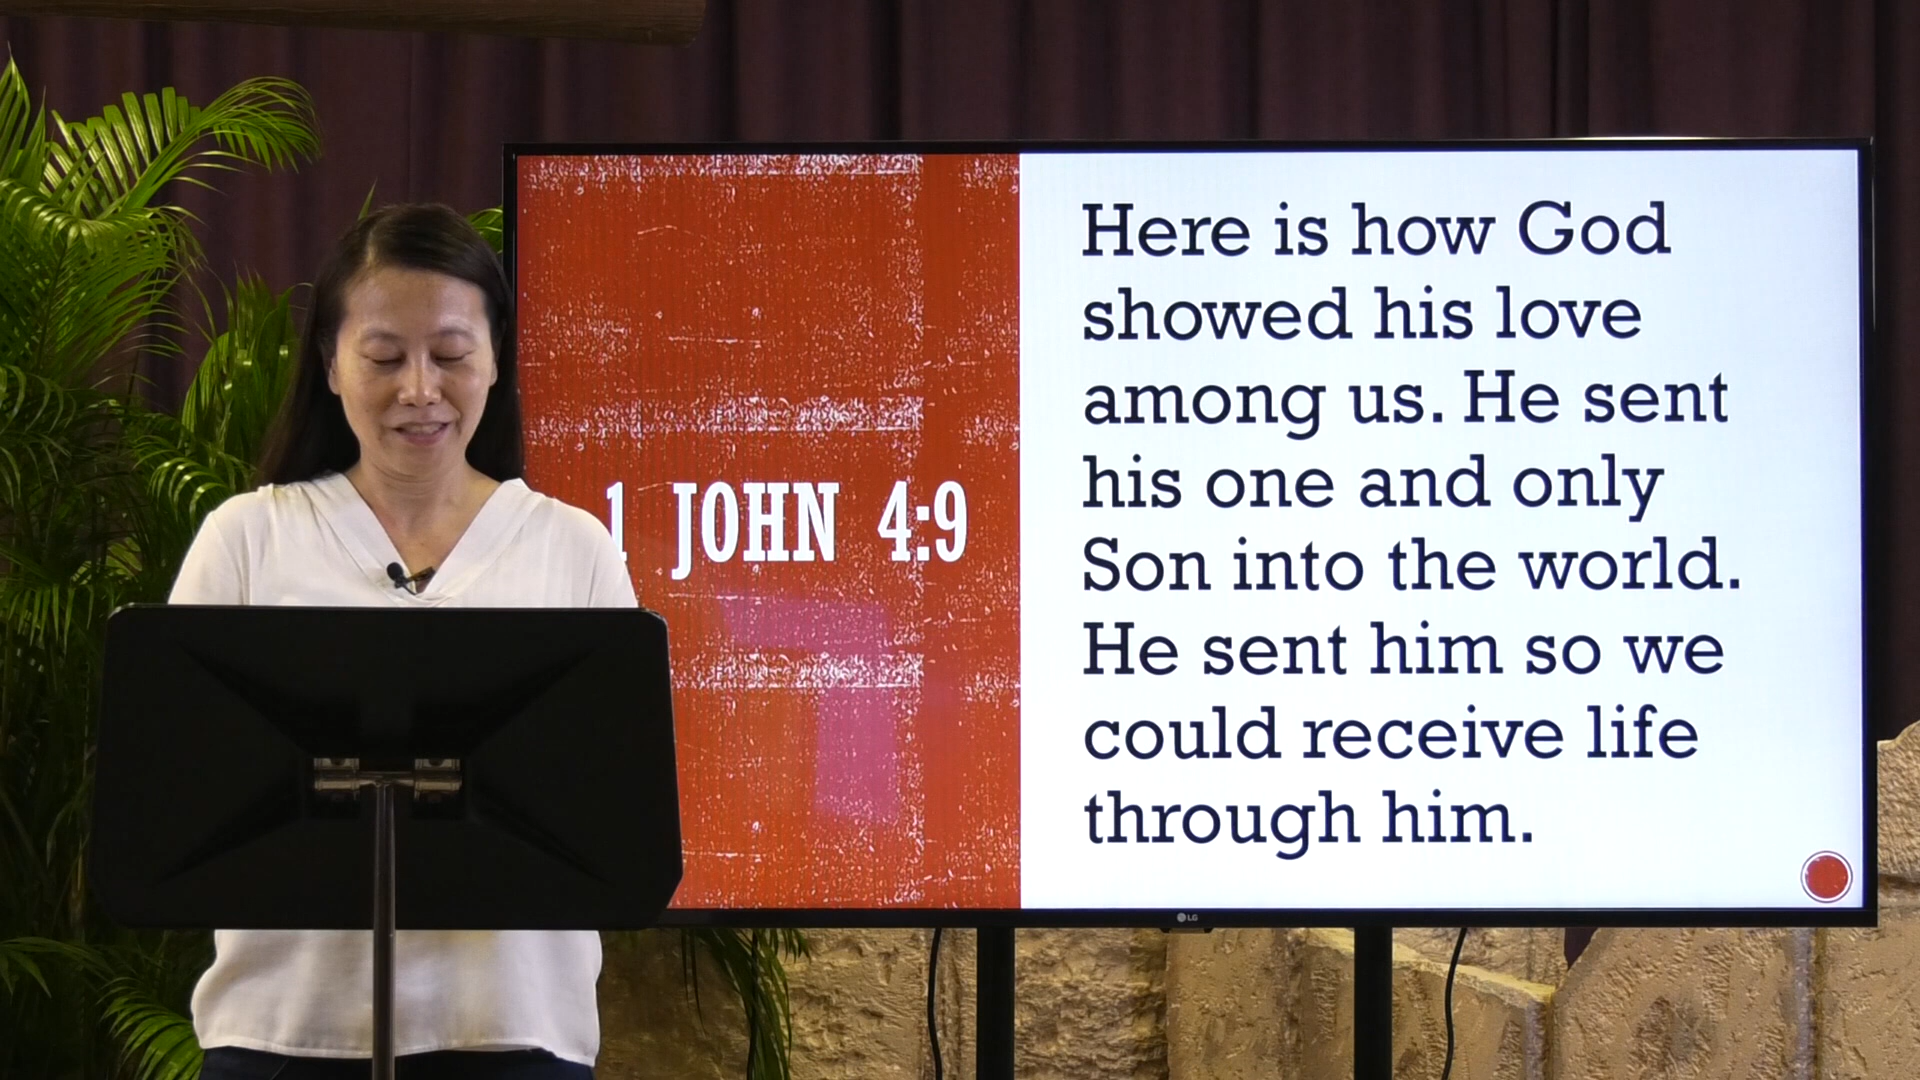 1 JOHN 4:9
Here is how God
showed his love
among us. He sent
his one and only
Son into the world.
He sent him so we
could receive life
through him.
LG